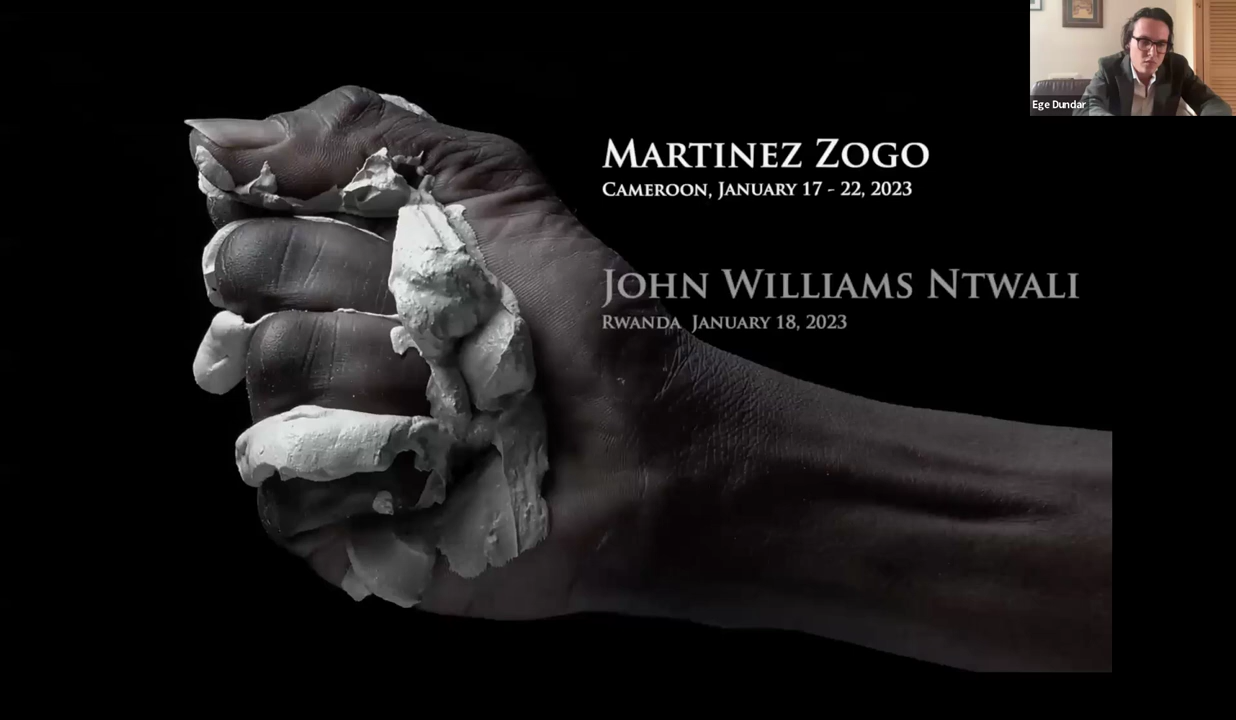 Ege Dundar
Martinez Zogo
Cameroon, January 17 - 22, 2023
John Williams Ntwali
Rwanda January 18, 2023